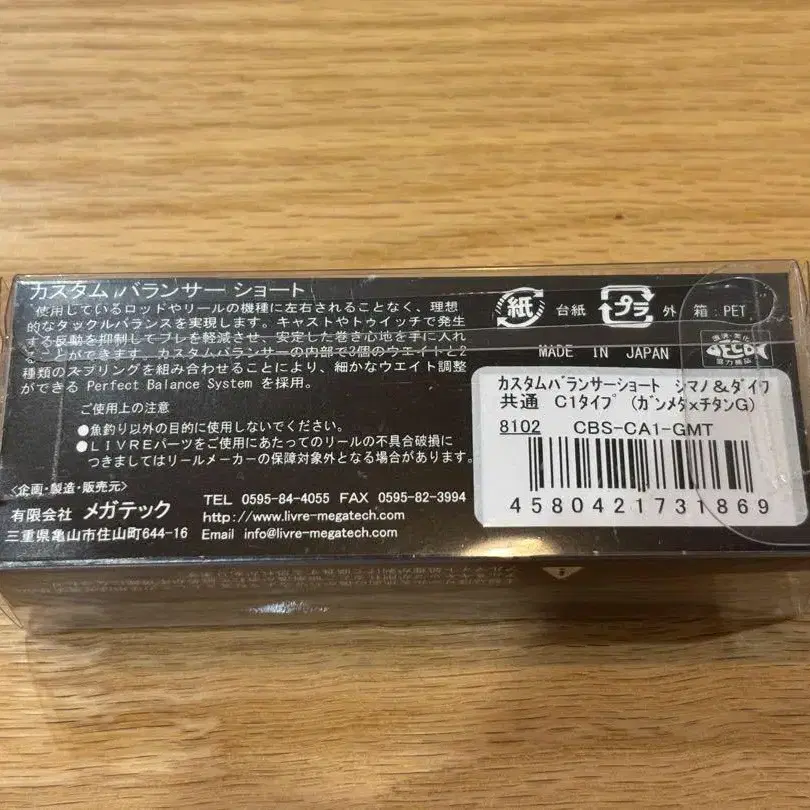 カスタム バランサー ショート
使用しているロッドやリールの機種に左右されることなく、理想
的なタックルバランスを実現します。キャストやトゥイッチで発生
する反動を抑制してブレを軽減させ、安定した巻き心地を手に入れ
ることができます。カスタムバランサーの内部で3個のウエイトと2
種類のスプリングを組み合わせることにより、細かなウエイト調整
ができる Perfect Balance System を採用。
ご使用上の注意
●魚釣り以外の目的に使用しないでください。
●LIVREパーツをご使用にあたってのリールの不具合破損に
つきましてはリールメーカーの保障対象外となる場合があります。
<企画・製造・販売元>
有限会社 メガテック
三重県亀山市住山町644-16
TEL 0595-84-4055 FAX 0595-82-3994
http://www.livre-megatech.com
Email info@livre-megatech.com
紙 台紙 プラ 外 箱:PET
MADE IN JAPAN
カスタムバランサーショート シマノ&ダイワ
共通 C1タイプ (ガンメタ×チタンG)
8102 CBS-CA1-GMT
4580421731869